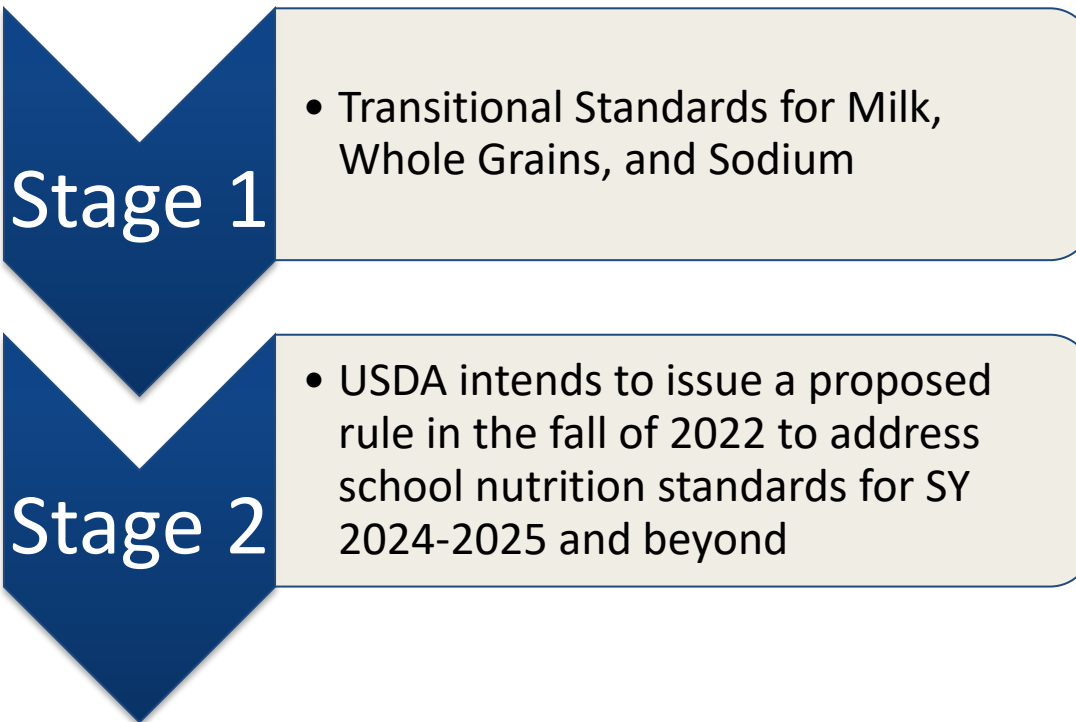 Stage 1
• Transitional Standards for Milk,
Whole Grains, and Sodium
Stage 2
• USDA intends to issue a proposed
rule in the fall of 2022 to address
school nutrition standards for SY
2024-2025 and beyond